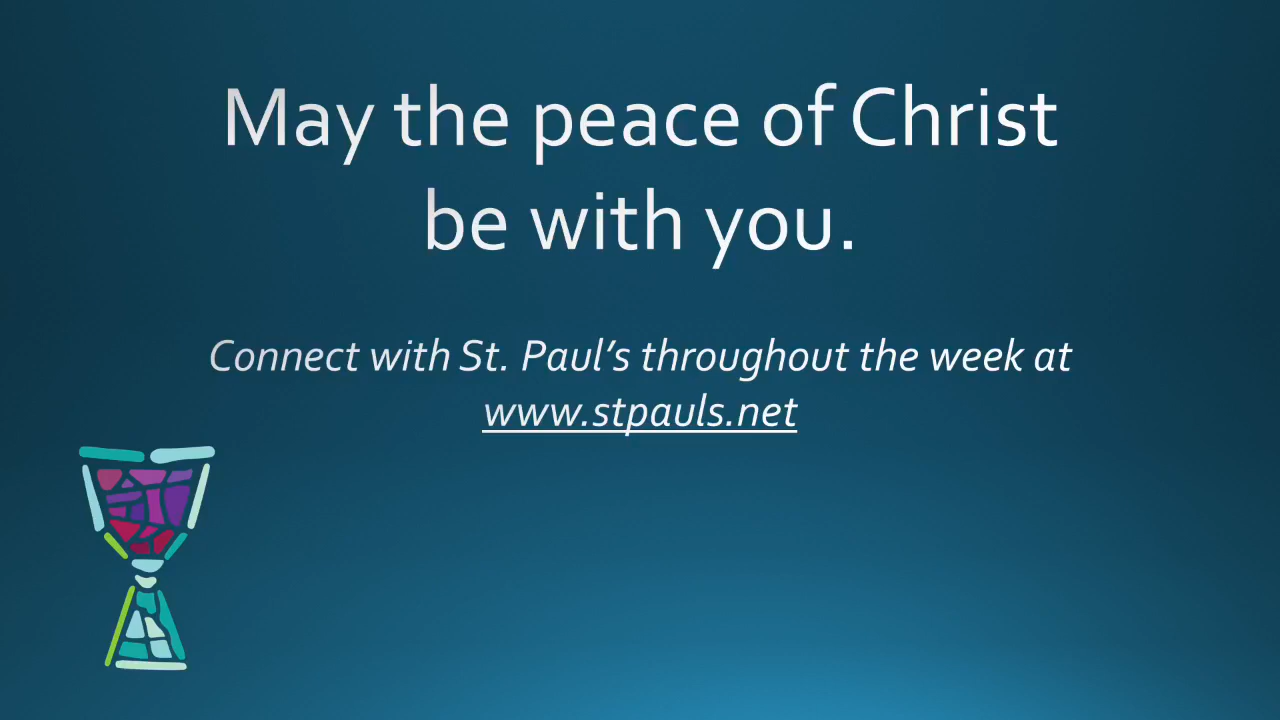 May the peace of Christ
be with you.
Connect with St. Paul’s throughout the week at
www.stpauls.net